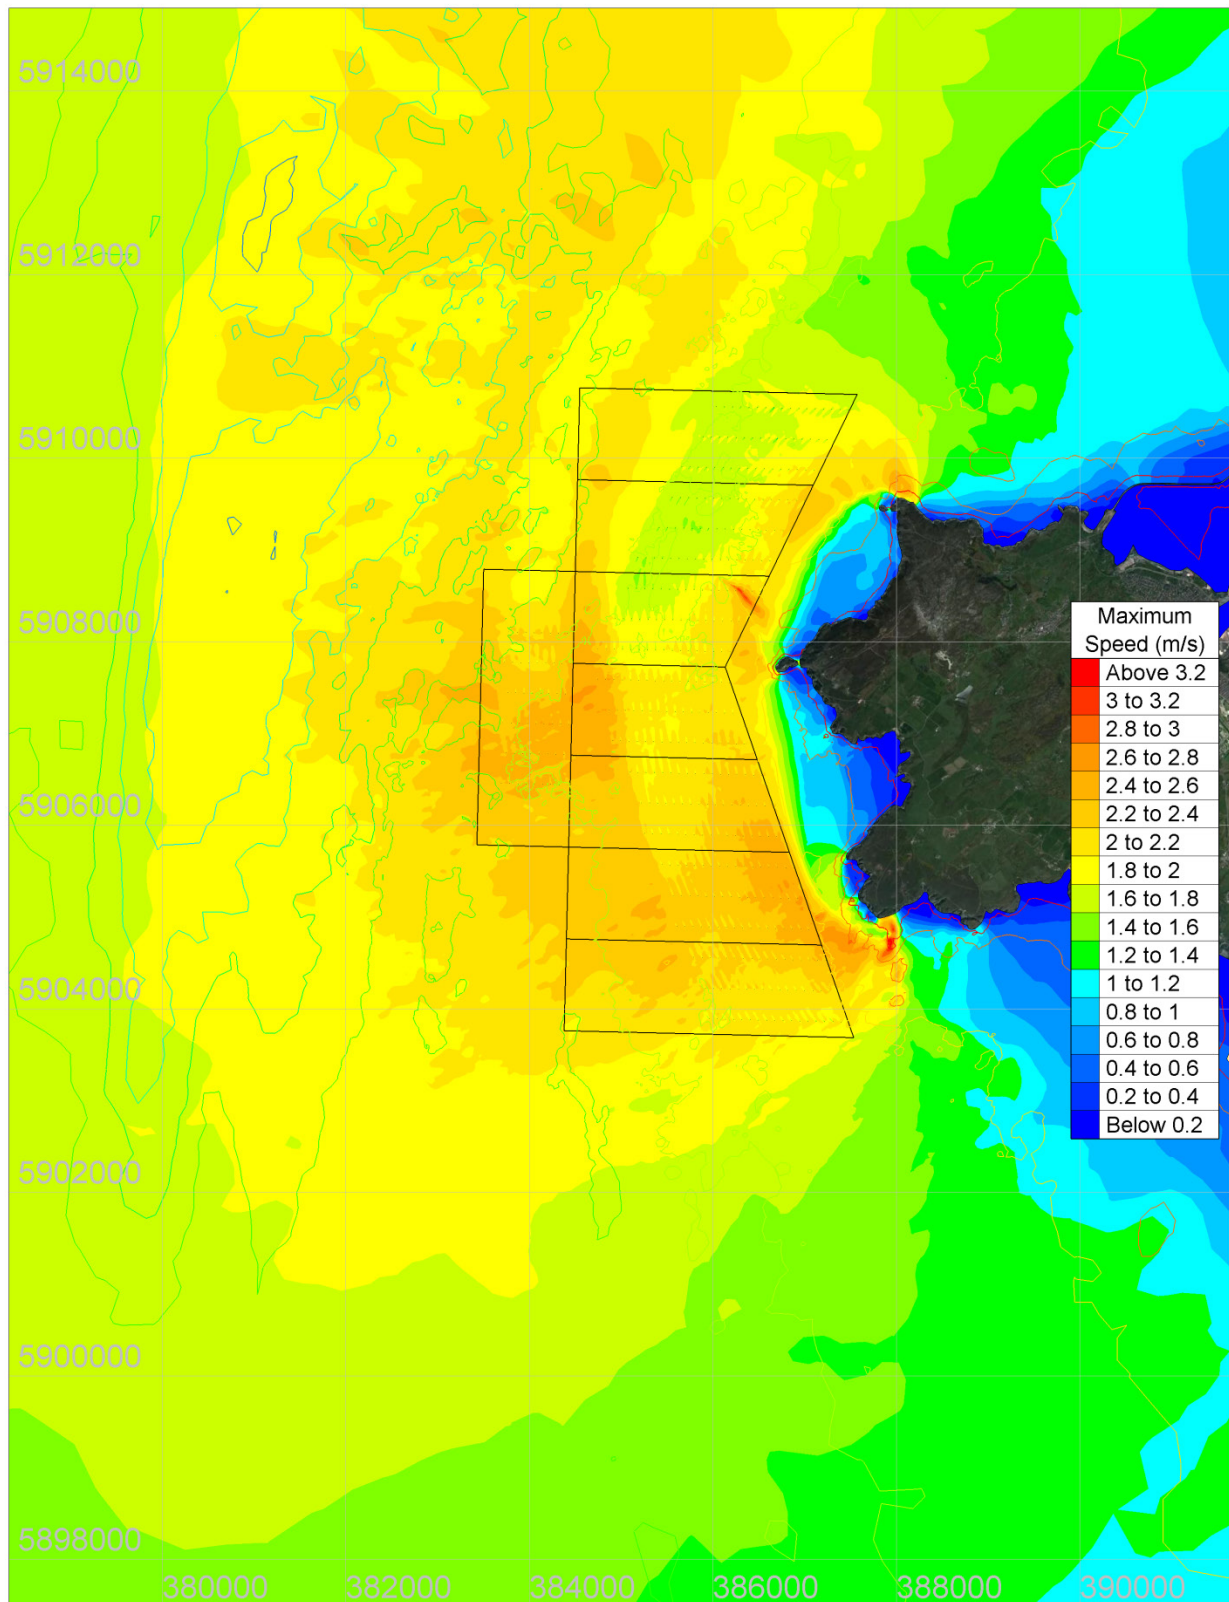 5914000
5912000
5910000
5908000
5906000
5904000
5902000
5900000
5898000
380000
382000
384000
386000
388000
390000
Maximum
Speed (m/s)
Above 3.2
3 to 3.2
2.8 to 3
2.6 to 2.8
2.4 to 2.6
2.2 to 2.4
2 to 2.2
1.8 to 2
1.6 to 1.8
1.4 to 1.6
1.2 to 1.4
1 to 1.2
0.8 to 1
0.6 to 0.8
0.4 to 0.6
0.2 to 0.4
Below 0.2